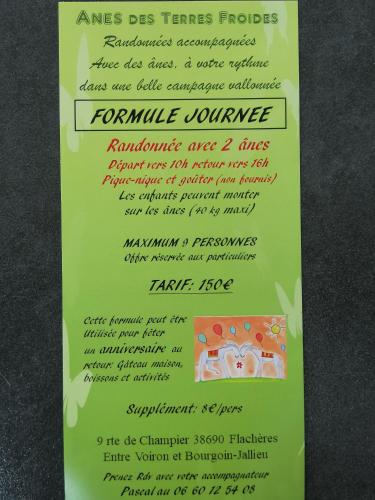 ANES DES TERRES FROIDES
Randonnées accompagnées
Avec des ânes, à votre rythme
dans une belle campagne vallonnée
FORMULE JOURNEE
Randonnée avec 2 ânes
Départ vers 10h retour vers 16h
Pique-nique et goûter (non fournis)
Les enfants peuvent monter
sur les ânes (40 kg maxi)
MAXIMUM 9 PERSONNES
Offre réservée aux particuliers
TARIF: 150€
Cette formule peut être
Utilisée pour fêter
un anniversaire au
retour: Gâteau maison,
boissons et activités
Supplément: 8€/pers
9 rte de Champier 38690 Flachères
Entre Voiron et Bourgoin-Jallieu
Prenez Rdv avec votre accompagnateur
Pascal au 06 60 12 54 03